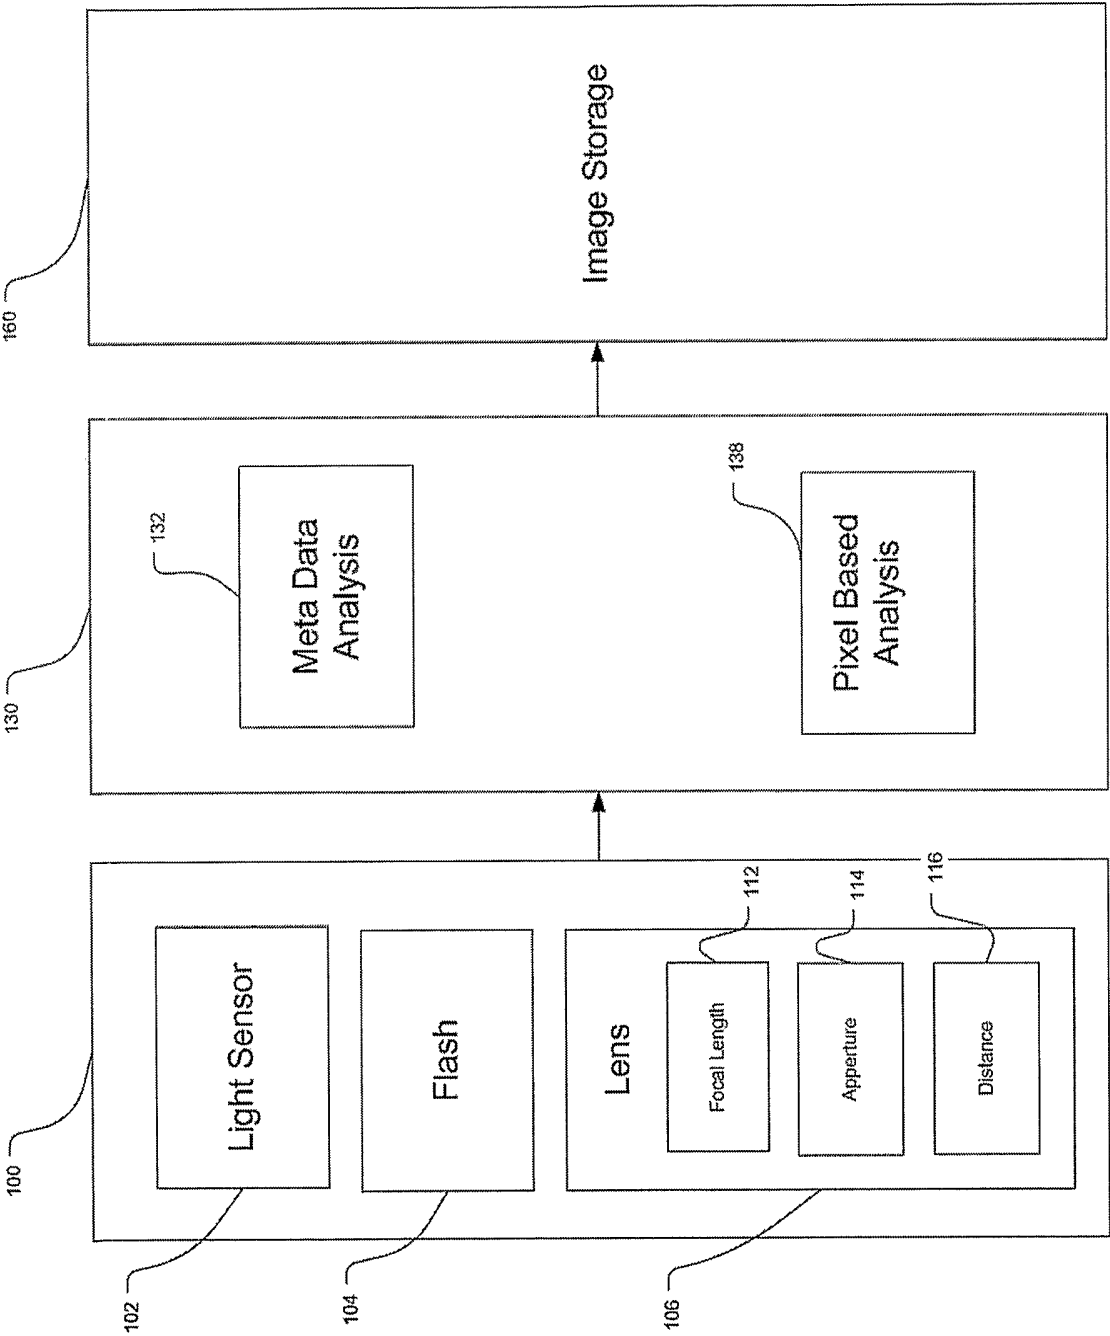 100
102
Light Sensor
104
Flash
106
Lens
112
Focal Length
114
Apperture
116
Distance
130
132
Meta Data
Analysis
138
Pixel Based
Analysis
160
Image Storage